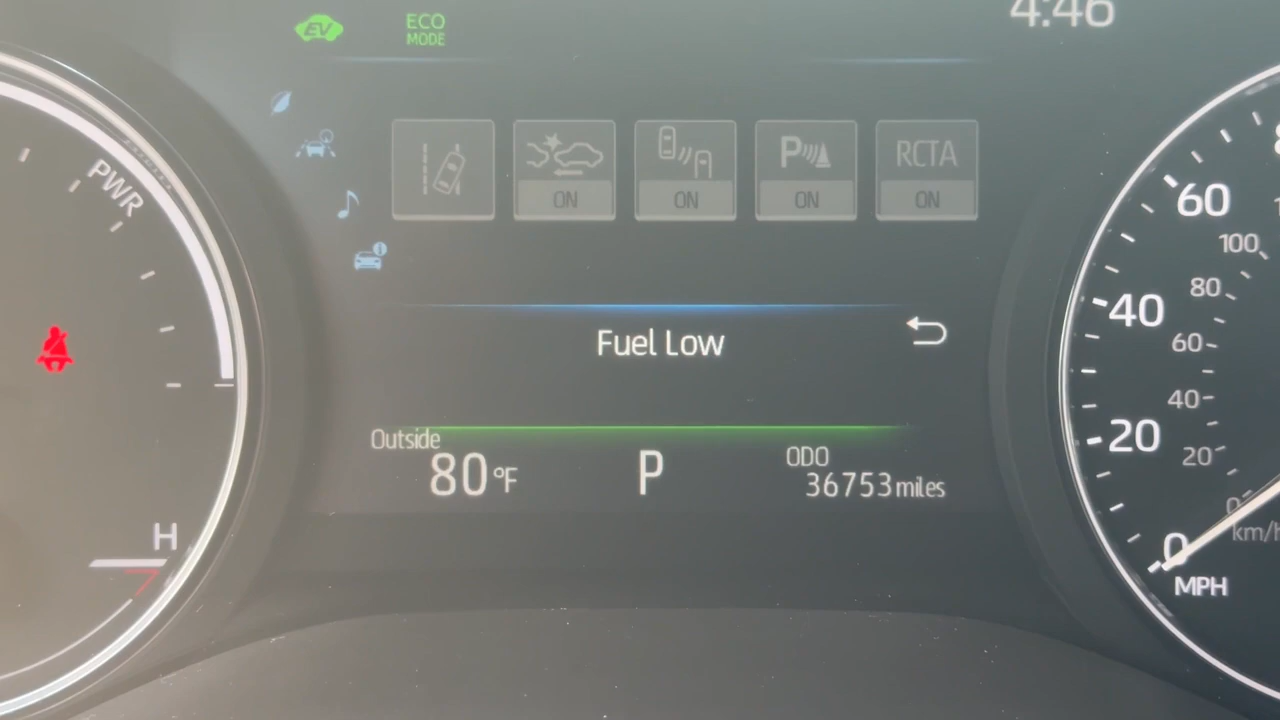 EV
ECO
MODE
4:46
PWR
P
RCTA
ON
ON
ON
ON
60
100
80
40
60
40
20
20
Fuel Low
Outside
80°F
P
ODO
36753 miles
H
0
0
km/h
MPH